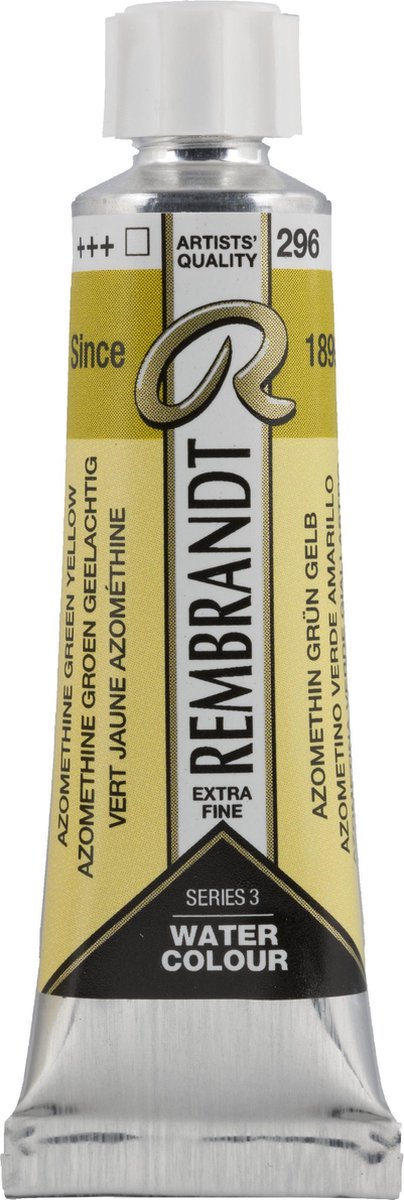 +++ □ ARTISTS' QUALITY 296
Since
R
REMBRANDT
EXTRA
FINE
AZOMETHINE GREEN YELLOW
AZOMETHINE GROEN GEELACHTIG
VERT JAUNE AZOMÉTHINE
AZOMETHIN GRÜN GELB
AZOMETINO VERDE AMARILLO
SERIES 3
WATER
COLOUR